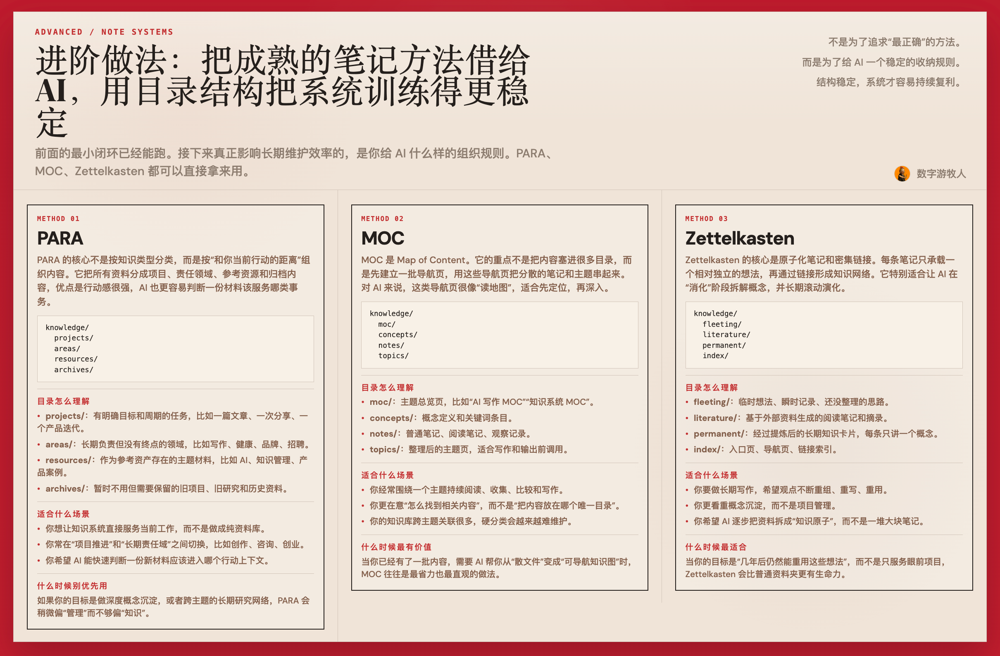 ADVANCED / NOTE SYSTEMS
进阶做法：把成熟的笔记方法借给
AI，用目录结构把系统训练得更稳
定
前面的最小闭环已经能跑。接下来真正影响长期维护效率的，是你给 AI 什么样的组织规则。PARA、
MOC、Zettelkasten 都可以直接拿来用。
不是为了追求“最正确”的方法。
而是为了给 AI 一个稳定的收纳规则。
结构稳定，系统才容易持续复利。
数字游牧人
METHOD 01
PARA
PARA 的核心不是按知识类型分类，而是按“和你当前行动的距离”组
织内容。它把所有资料分成项目、责任领域、参考资源和归档内
容，优点是行动感很强，AI 也更容易判断一份材料该服务哪类事
务。
knowledge/
  projects/
  areas/
  resources/
  archives/
目录怎么理解
• projects/：有明确目标和周期的任务，比如一篇文章、一次分享、一
个产品迭代。
• areas/：长期负责但没有终点的领域，比如写作、健康、品牌、招聘。
• resources/：作为参考资产存在的主题材料，比如 AI、知识管理、产
品案例。
• archives/：暂时不用但需要保留的旧项目、旧研究和历史资料。
适合什么场景
• 你想让知识系统直接服务当前工作，而不是做成纯资料库。
• 你常在“项目推进”和“长期责任域”之间切换，比如创作、咨询、创业。
• 你希望 AI 能快速判断一份新材料应该进入哪个行动上下文。
什么时候别优先用
如果你的目标是做深度概念沉淀，或者跨主题的长期研究网络，PARA 会
稍微偏“管理”而不够偏“知识”。
METHOD 02
MOC
MOC 是 Map of Content。它的重点不是把内容塞进很多目录，而
是先建立一批导航页，用这些导航页把分散的笔记和主题串起来。
对 AI 来说，这类导航页很像“读地图”，适合先定位，再深入。
knowledge/
  moc/
  concepts/
  notes/
  topics/
目录怎么理解
• moc/：主题总览页，比如“AI 写作 MOC”“知识系统 MOC”。
• concepts/：概念定义和关键词条目。
• notes/：普通笔记、阅读笔记、观察记录。
• topics/：整理后的主题页，适合写作和输出前调用。
适合什么场景
• 你经常围绕一个主题持续阅读、收集、比较和写作。
• 你更在意“怎么找到相关内容”，而不是“把内容放在哪个唯一目录”。
• 你的知识库跨主题关联很多，硬分类会越来越难维护。
什么时候最有价值
当你已经有了一批内容，需要 AI 帮你从“散文件”变成“可导航知识图”时，
MOC 往往是最省力也最直观的做法。
METHOD 03
Zettelkasten
Zettelkasten 的核心是原子化笔记和密集链接。每条笔记只承载一
个相对独立的想法，再通过链接形成知识网络。它特别适合让 AI 在
“消化”阶段拆解概念，并长期滚动演化。
knowledge/
  fleeting/
  literature/
  permanent/
  index/
目录怎么理解
• fleeting/：临时想法、瞬时记录、还没整理的思路。
• literature/：基于外部资料生成的阅读笔记和摘录。
• permanent/：经过提炼后的长期知识卡片，每条只讲一个概念。
• index/：入口页、导航页、链接索引。
适合什么场景
• 你要做长期写作，希望观点不断重组、重写、重用。
• 你更看重概念沉淀，而不是项目管理。
• 你希望 AI 逐步把资料拆成“知识原子”，而不是一堆大块笔记。
什么时候最适合
当你的目标是“几年后仍然能重用这些想法”，而不是只服务眼前项目，
Zettelkasten 会比普通资料夹更有生命力。